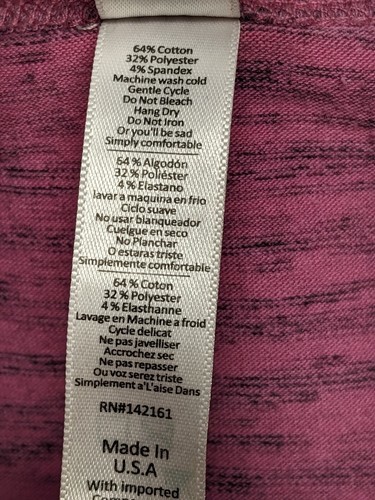 64% Cotton
32% Polyester
4% Spandex
Machine wash cold
Gentle Cycle
Do Not Bleach
Hang Dry
Do Not Iron
Or you'll be sad
Simply comfortable
64% Algodón
32% Poliéster
4% Elastano
lavar a maquina en frio
Ciclo suave
No usar blanqueador
Cuelgue en seco
No Planchar
O estaras triste
Simplemente comfortable
64% Coton
32% Polyester
4% Elasthanne
Lavage en Machine a froid
Cycle delicat
Ne pas javelliser
Accrochez sec
Ne pas repasser
Ou voz serez triste
Simplement a'L'aise Dans
RN#142161
Made In
U.S.A
With imported